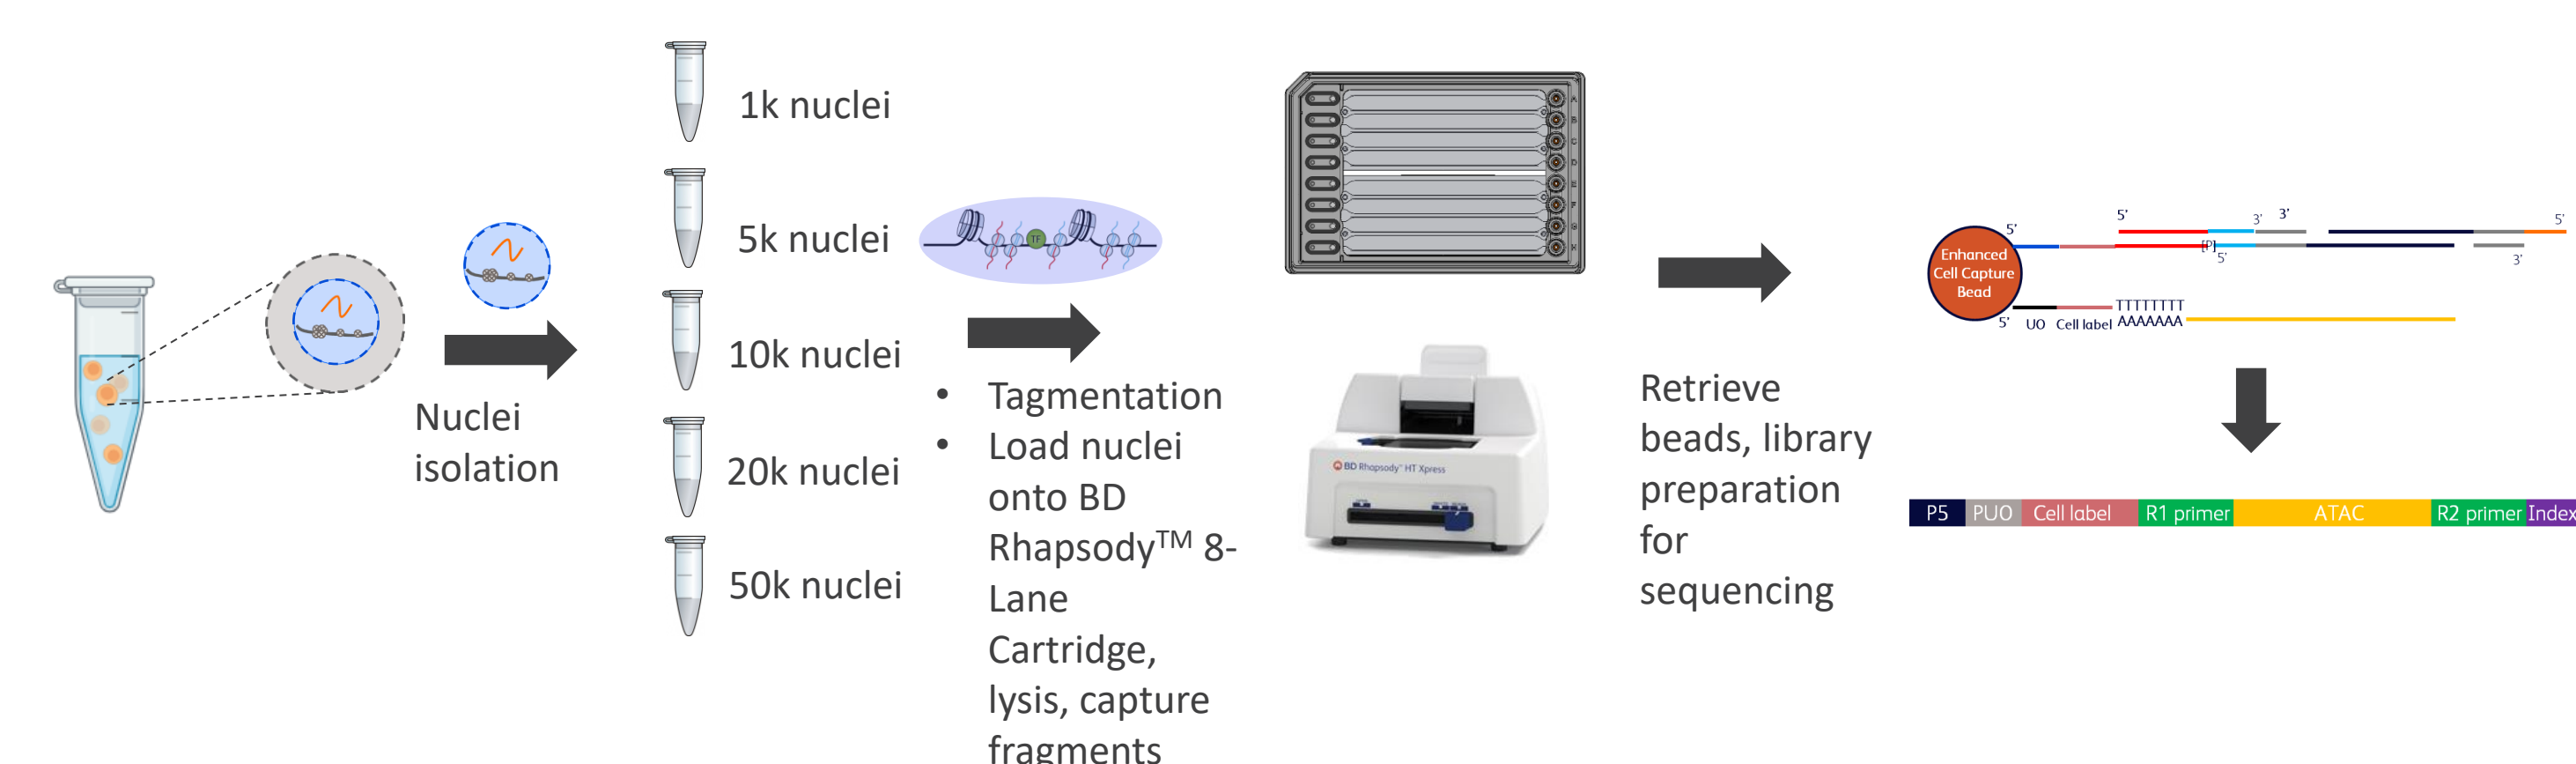 Nuclei
isolation
1k nuclei
5k nuclei
10k nuclei
20k nuclei
50k nuclei
TF
• Tagmentation
• Load nuclei
onto BD
Rhapsody™ 8-
Lane
Cartridge,
lysis, capture
fragments
A
B
C
D
E
F
G
H
BD Rhapsody™ HT Xpress
Retrieve
beads, library
preparation
for
sequencing
Enhanced
Cell Capture
Bead
5'
5'
3'
3'
5'
[P]
5'
3'
TTTTTTTT
5' UO Cell label AAAAAAA
P5 PUO Cell label R1 primer ATAC R2 primer Index